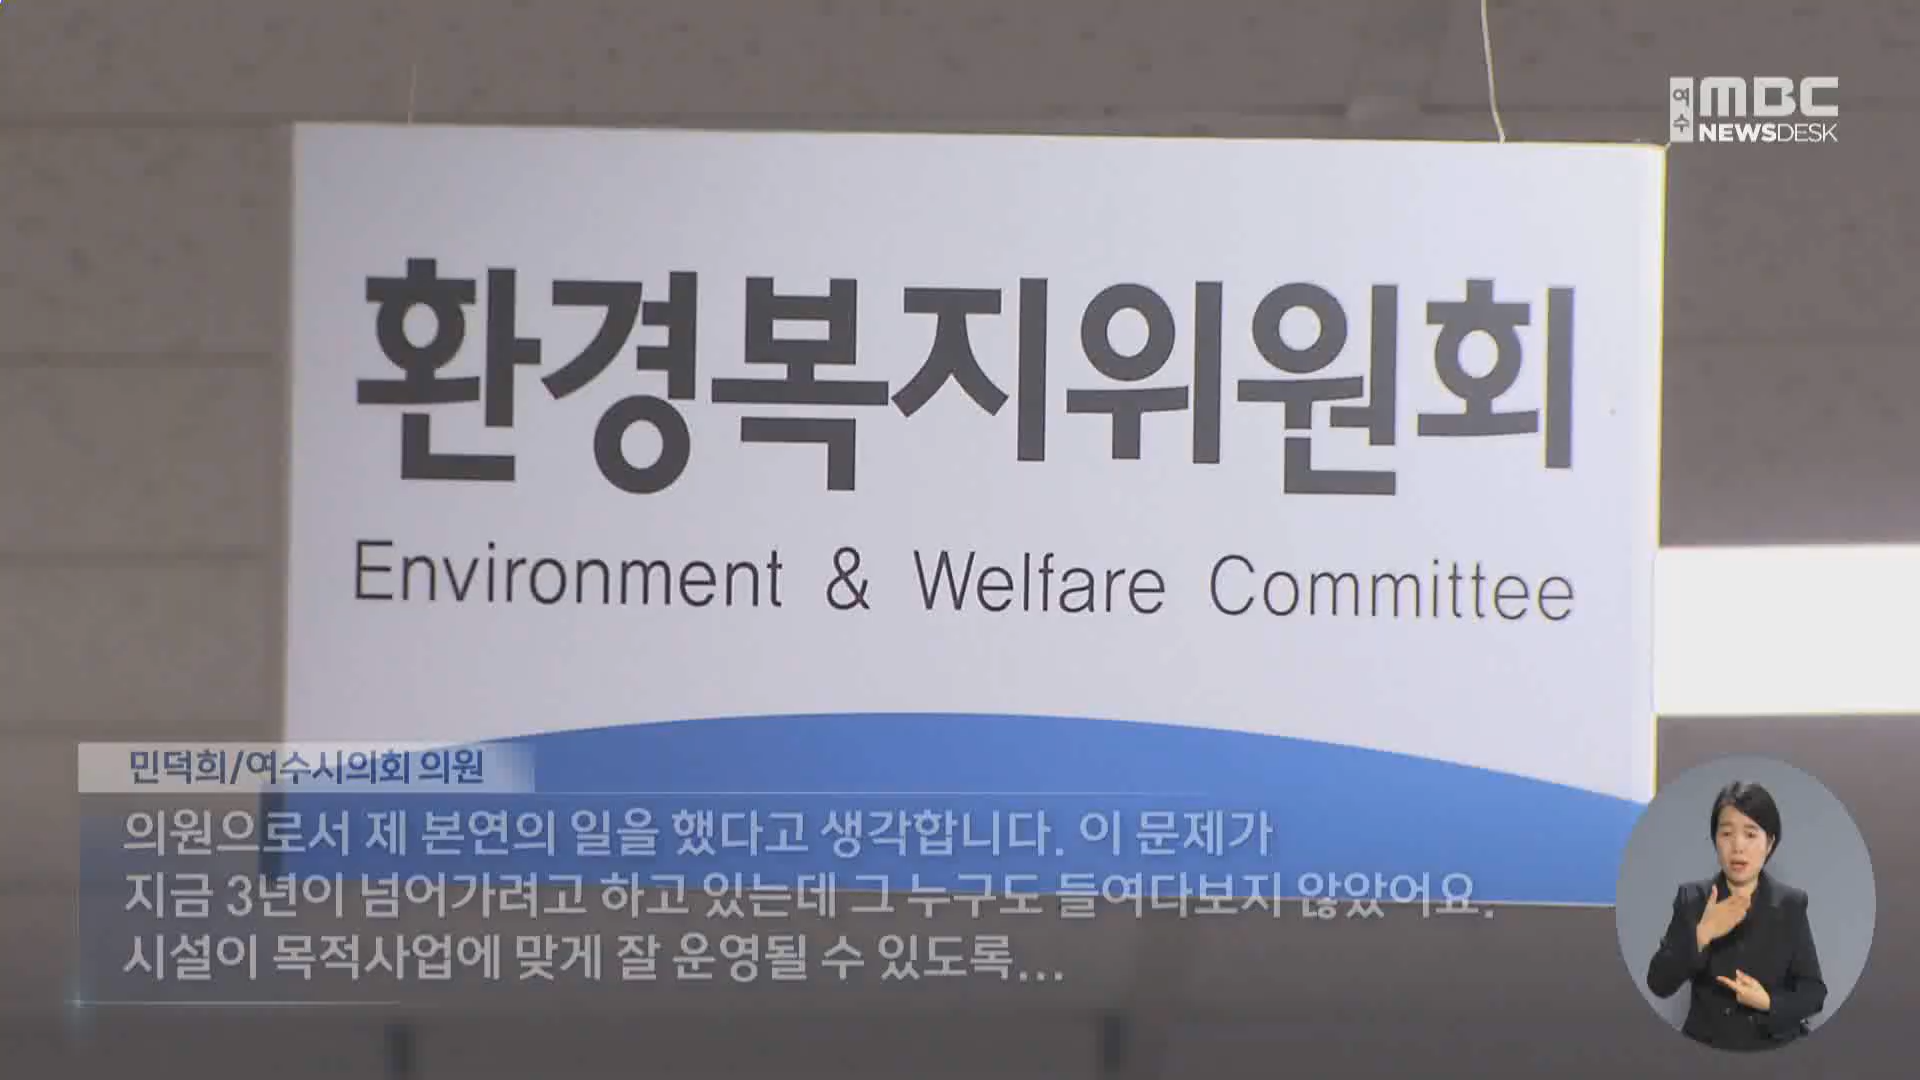 여수 MBC
NEWSDESK
환경복지위원회
Environment & Welfare Committee
민덕희/여수시의회 의원
의원으로서 제 본연의 일을 했다고 생각합니다. 이 문제가
지금 3년이 넘어가려고 하고 있는데 그 누구도 들여다보지 않았어요.
시설이 목적사업에 맞게 잘 운영될 수 있도록...